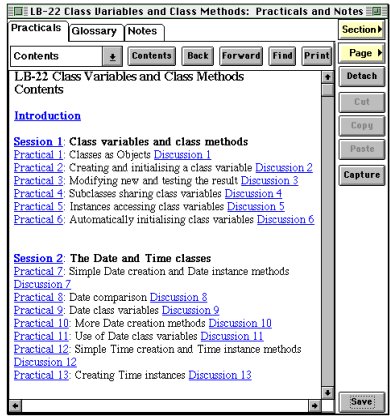 LB-22 Class Variables and Class Methods: Practicals and Notes
Practicals Glossary Notes
Section
Page
Contents Contents Back Forward Find Print
Detach
Cut
Copy
Paste
Capture
LB-22 Class Variables and Class Methods
Contents
Introduction
Session 1: Class variables and class methods
Practical 1: Classes as Objects Discussion 1
Practical 2: Creating and initialising a class variable Discussion 2
Practical 3: Modifying new and testing the result Discussion 3
Practical 4: Subclasses sharing class variables Discussion 4
Practical 5: Instances accessing class variables Discussion 5
Practical 6: Automatically initialising class variables Discussion 6
Session 2: The Date and Time classes
Practical 7: Simple Date creation and Date instance methods
Discussion 7
Practical 8: Date comparison Discussion 8
Practical 9: Date class variables Discussion 9
Practical 10: More Date creation methods Discussion 10
Practical 11: Use of Date class variables Discussion 11
Practical 12: Simple Time creation and Time instance methods
Discussion 12
Practical 13: Creating Time instances Discussion 13
Save